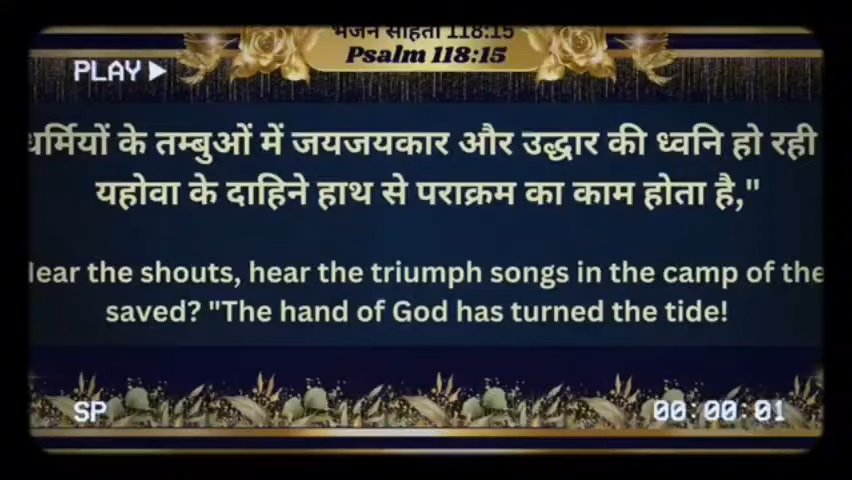 भजन संहिता 118:15
Psalm 118:15
PLAY
धर्मियों के तम्बुओं में जयजयकार और उद्धार की ध्वनि हो रही
यहोवा के दाहिने हाथ से पराक्रम का काम होता है,"
Hear the shouts, hear the triumph songs in the camp of the
saved? "The hand of God has turned the tide!
SP
00:00:01